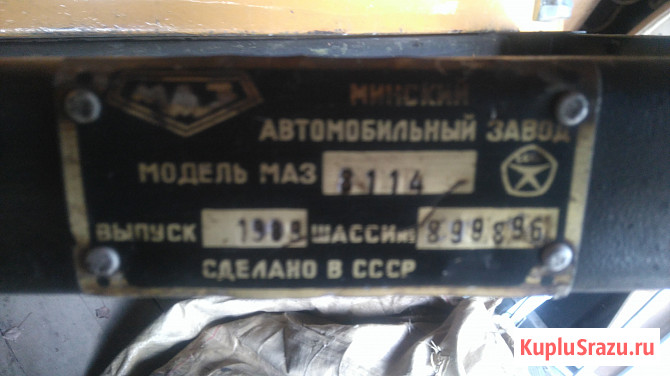 МАЗ
МИНСКИЙ
АВТОМОБИЛЬНЫЙ ЗАВОД
МОДЕЛЬ МАЗ 8114
ВЫПУСК 1989 ШАССИ № 899896
СДЕЛАНО В СССР
KupluSrazu.ru